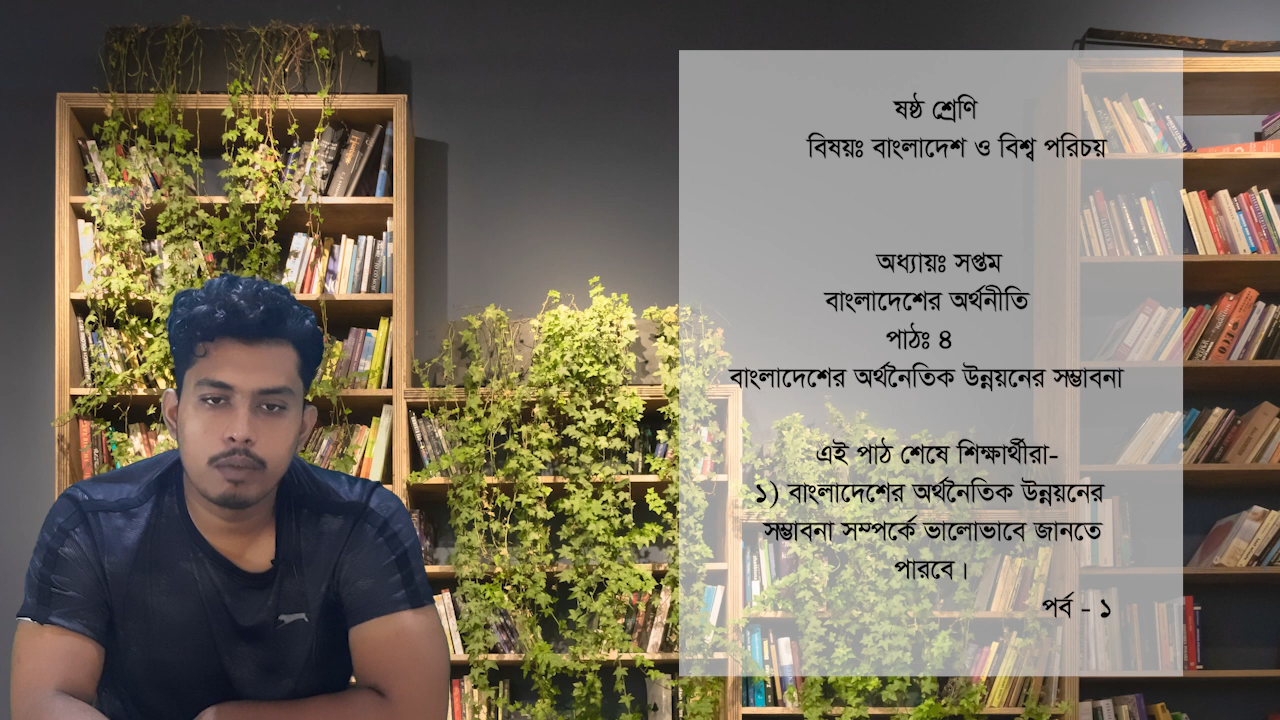 ষষ্ঠ শ্রেণি
বিষয়ঃ বাংলাদেশ ও বিশ্ব পরিচয়
অধ্যায়ঃ সপ্তম
বাংলাদেশের অর্থনীতি
পাঠঃ ৪
বাংলাদেশের অর্থনৈতিক উন্নয়নের সম্ভাবনা
এই পাঠ শেষে শিক্ষার্থীরা-
১) বাংলাদেশের অর্থনৈতিক উন্নয়নের
সম্ভাবনা সম্পর্কে ভালোভাবে জানতে
পারবে।
পর্ব - ১